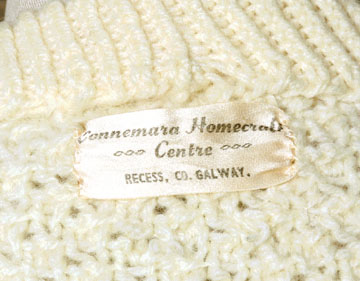 Connemara Homecraft
Centre
RECESS, CO. GALWAY.